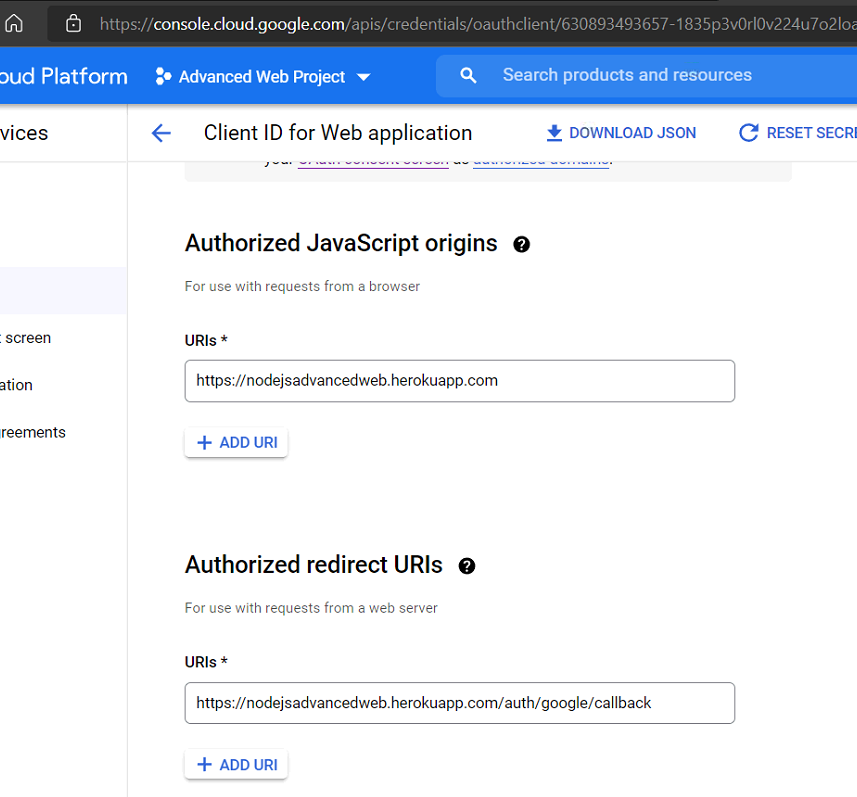 https://console.cloud.google.com/apis/credentials/oauthclient/630893493657-1835p3v0rl0v224u7o2loa
oud Platform Advanced Web Project Search products and resources
vices Client ID for Web application DOWNLOAD JSON RESET SECRE
your OAuth consent screen as authorized domains.
Authorized JavaScript origins
For use with requests from a browser
t screen
URIs *
https://nodejsadvancedweb.herokuapp.com
ation
reements
+ ADD URI
Authorized redirect URIs
For use with requests from a web server
URIs *
https://nodejsadvancedweb.herokuapp.com/auth/google/callback
+ ADD URI